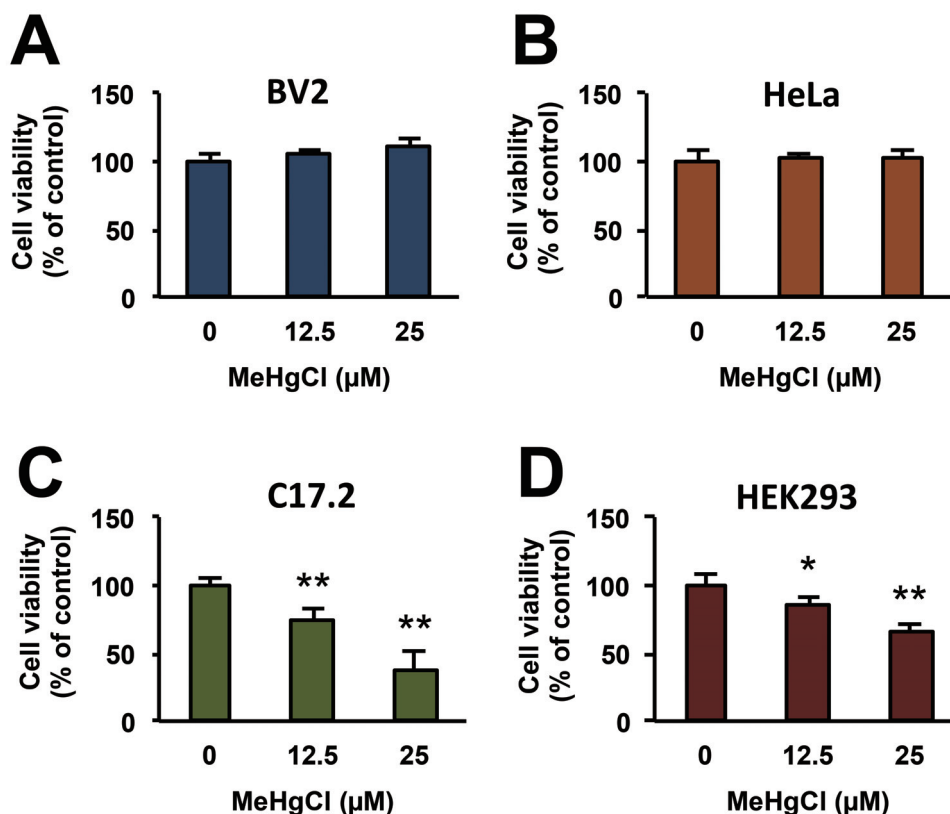 A
BV2
Cell viability
(% of control)
150
100
50
0
0 12.5 25
MeHgCl (µM)
B
HeLa
Cell viability
(% of control)
150
100
50
0
0 12.5 25
MeHgCl (µM)
C
C17.2
Cell viability
(% of control)
150
100
50
0
**
**
0 12.5 25
MeHgCl (µM)
D
HEK293
Cell viability
(% of control)
150
100
50
0
*
**
0 12.5 25
MeHgCl (µM)